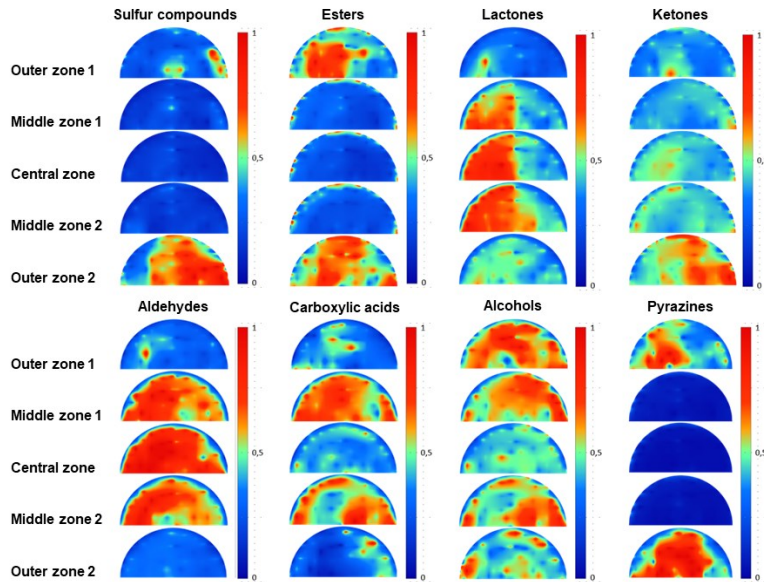 Sulfur compounds Esters Lactones Ketones
1 1 1 1
Outer zone 1
Middle zone 1
0,5 0,5 0,5 0,5
Central zone
Middle zone 2
Outer zone 2
0 0 0 0
Aldehydes Carboxylic acids Alcohols Pyrazines
1 1 1 1
Outer zone 1
Middle zone 1
0,5 0,5 0,5 0,5
Central zone
Middle zone 2
Outer zone 2
0 0 0 0